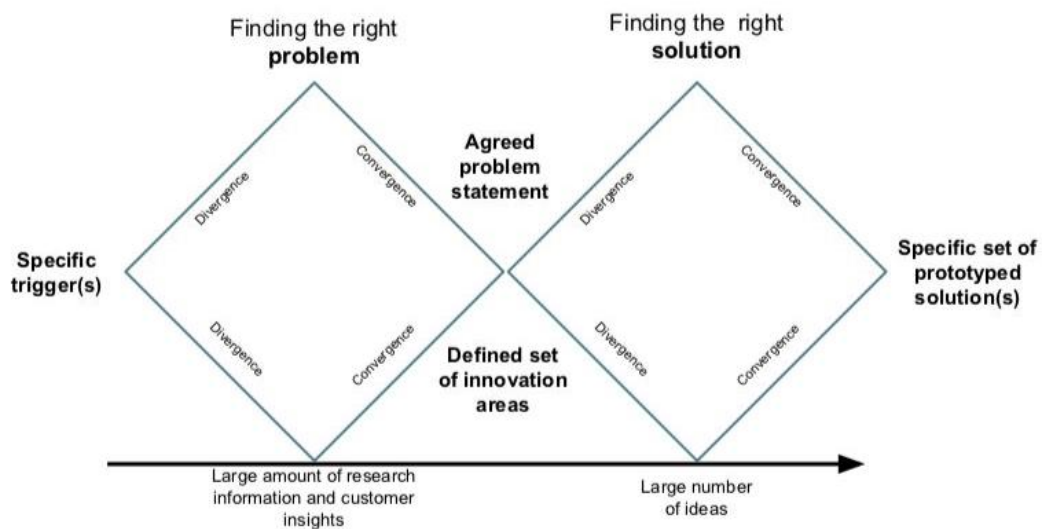 Finding the right
problem
Finding the right
solution
Agreed
problem
statement
Divergence
Convergence
Divergence
Convergence
Specific
trigger(s)
Specific set of
prototyped
solution(s)
Divergence
Convergence
Defined set
of innovation
areas
Divergence
Convergence
Large amount of research
information and customer
insights
Large number
of ideas